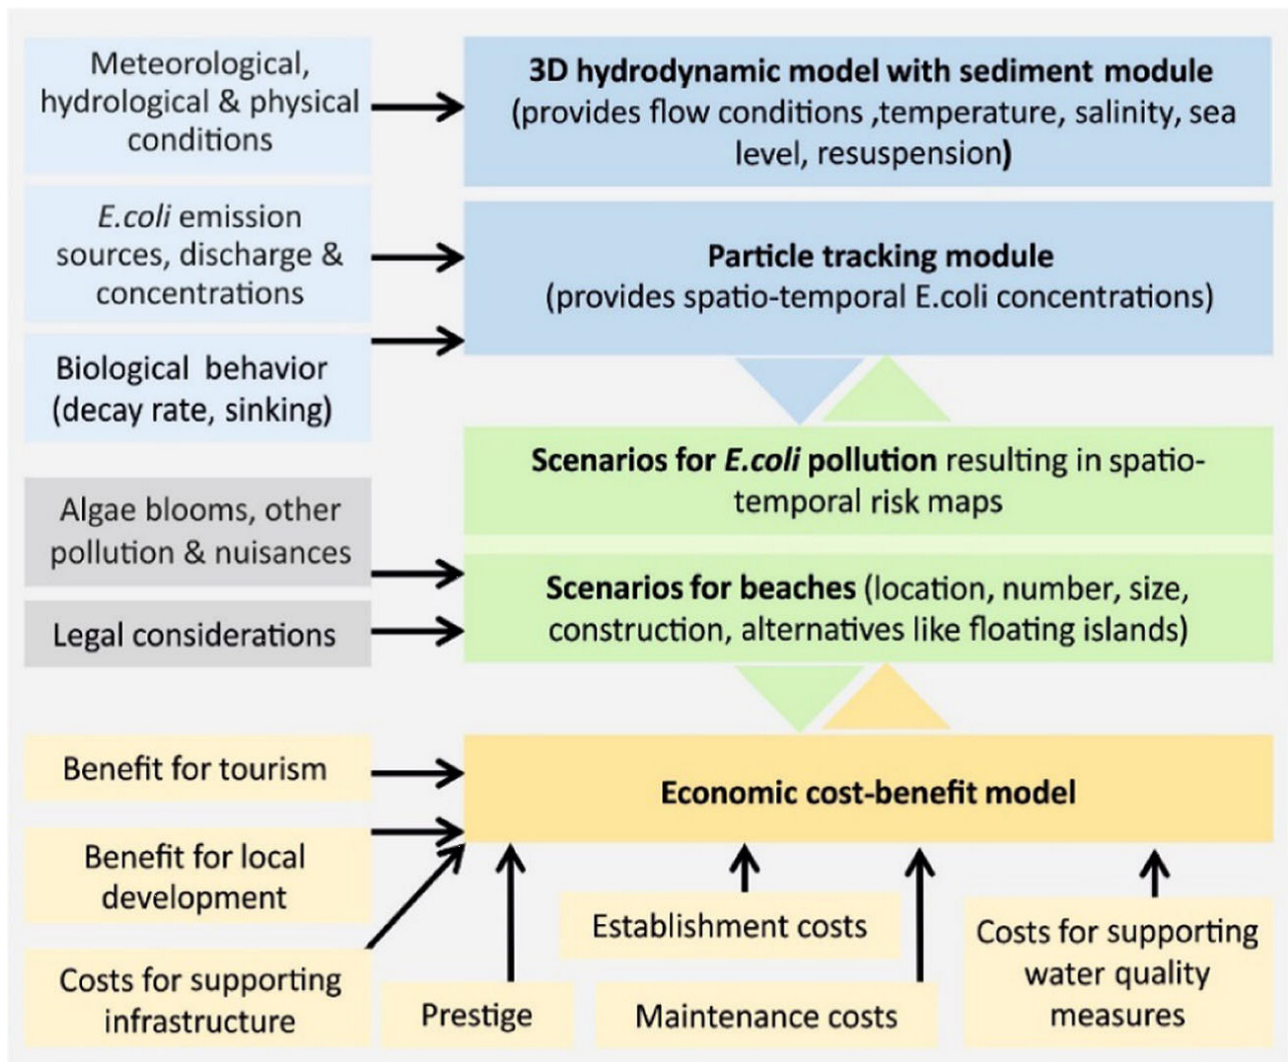 Meteorological,
hydrological & physical
conditions
3D hydrodynamic model with sediment module
(provides flow conditions ,temperature, salinity, sea
level, resuspension)
E.coli emission
sources, discharge &
concentrations
Particle tracking module
(provides spatio-temporal E.coli concentrations)
Biological behavior
(decay rate, sinking)
Scenarios for E.coli pollution resulting in spatio-
temporal risk maps
Algae blooms, other
pollution & nuisances
Scenarios for beaches (location, number, size,
construction, alternatives like floating islands)
Legal considerations
Benefit for tourism
Economic cost-benefit model
Benefit for local
development
Establishment costs
Costs for supporting
water quality
measures
Costs for supporting
infrastructure
Prestige
Maintenance costs